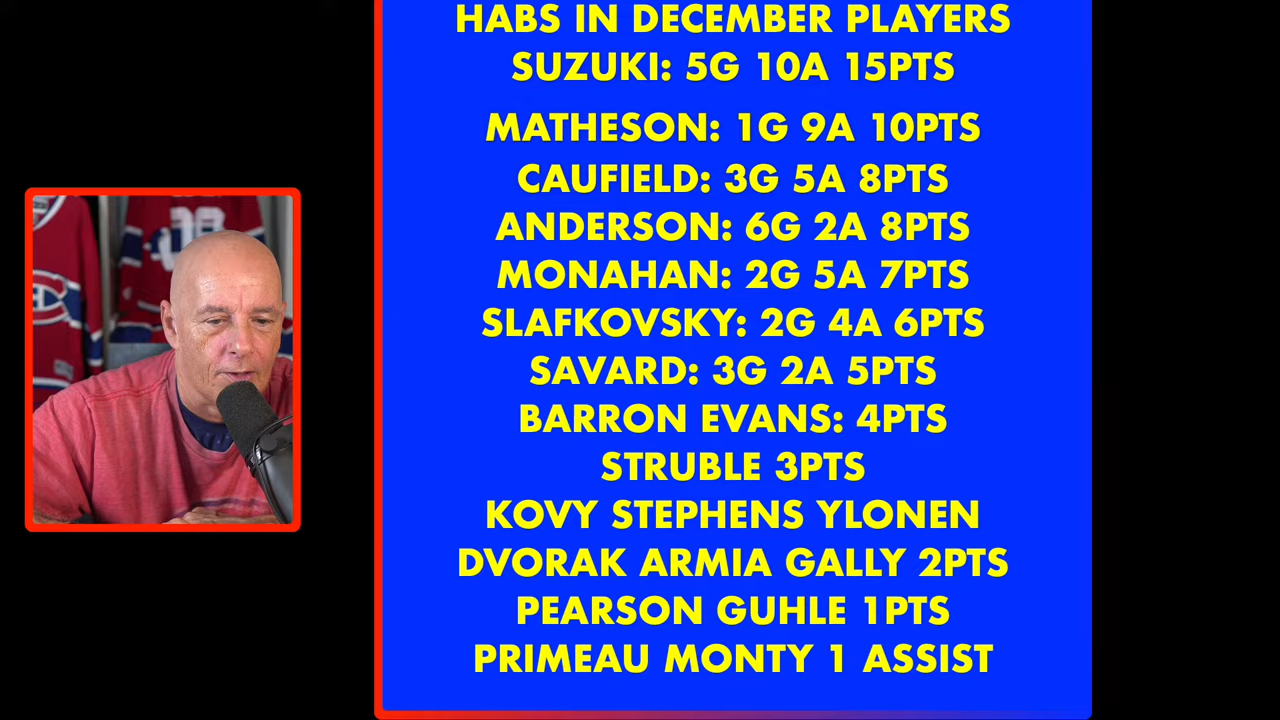 HABS IN DECEMBER PLAYERS
SUZUKI: 5G 10A 15PTS
MATHESON: 1G 9A 10PTS
CAUFIELD: 3G 5A 8PTS
ANDERSON: 6G 2A 8PTS
MONAHAN: 2G 5A 7PTS
SLAFKOVSKY: 2G 4A 6PTS
SAVARD: 3G 2A 5PTS
BARRON EVANS: 4PTS
STRUBLE 3PTS
KOVY STEPHENS YLONEN
DVORAK ARMIA GALLY 2PTS
PEARSON GUHLE 1PTS
PRIMEAU MONTY 1 ASSIST